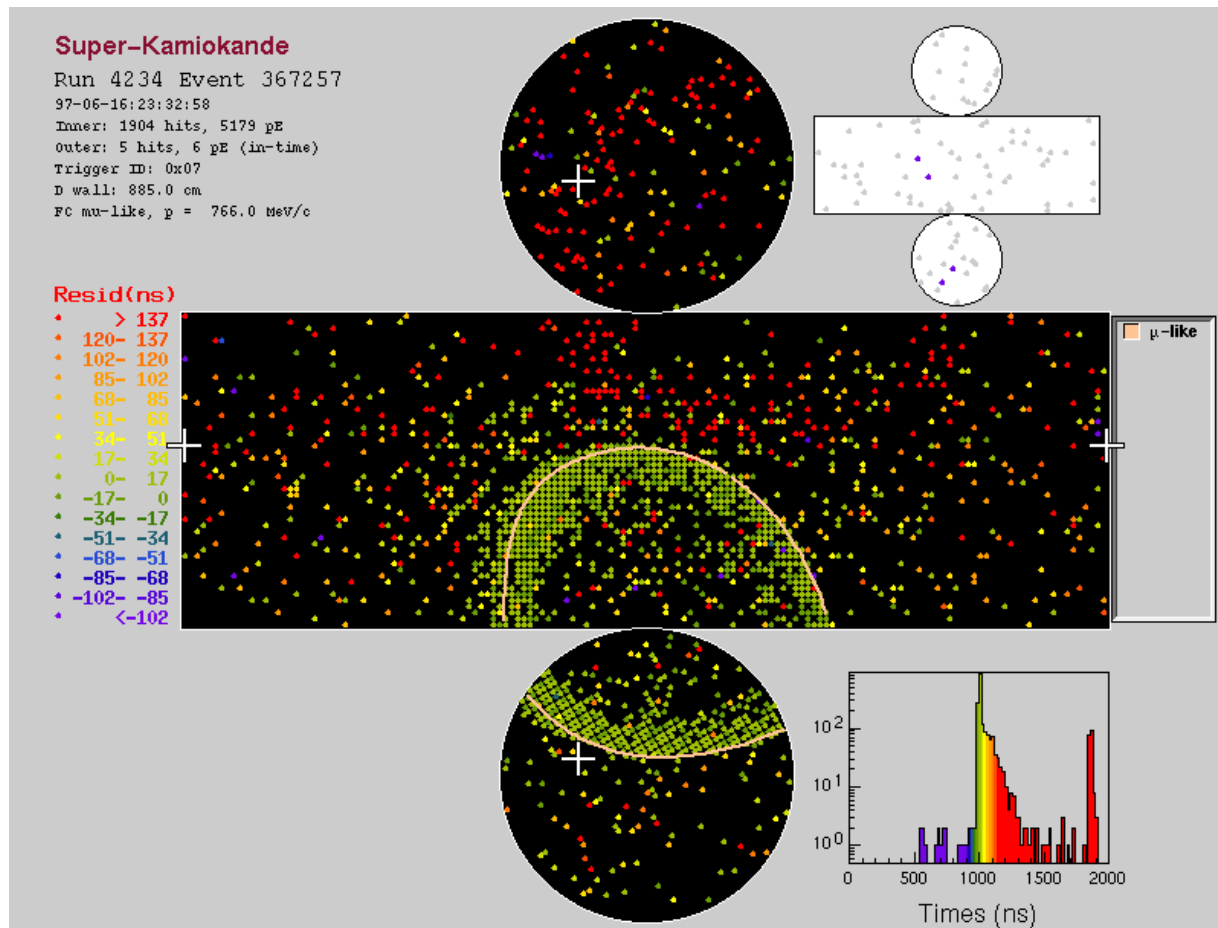 Super-Kamiokande
Run 4234 Event 367257
97-06-16:23:32:58
Inner: 1904 hits, 5179 pE
Outer: 5 hits, 6 pE (in-time)
Trigger ID: 0x07
D wall: 885.0 cm
FC mu-like, p = 766.0 MeV/c
Resid(ns)
> 137
120- 137
102- 120
85- 102
68- 85
51- 68
34- 51
17- 34
0- 17
-17- 0
-34- -17
-51- -34
-68- -51
-85- -68
-102- -85
<-102
μ-like
10²
10¹
10⁰
0 500 1000 1500 2000
Times (ns)